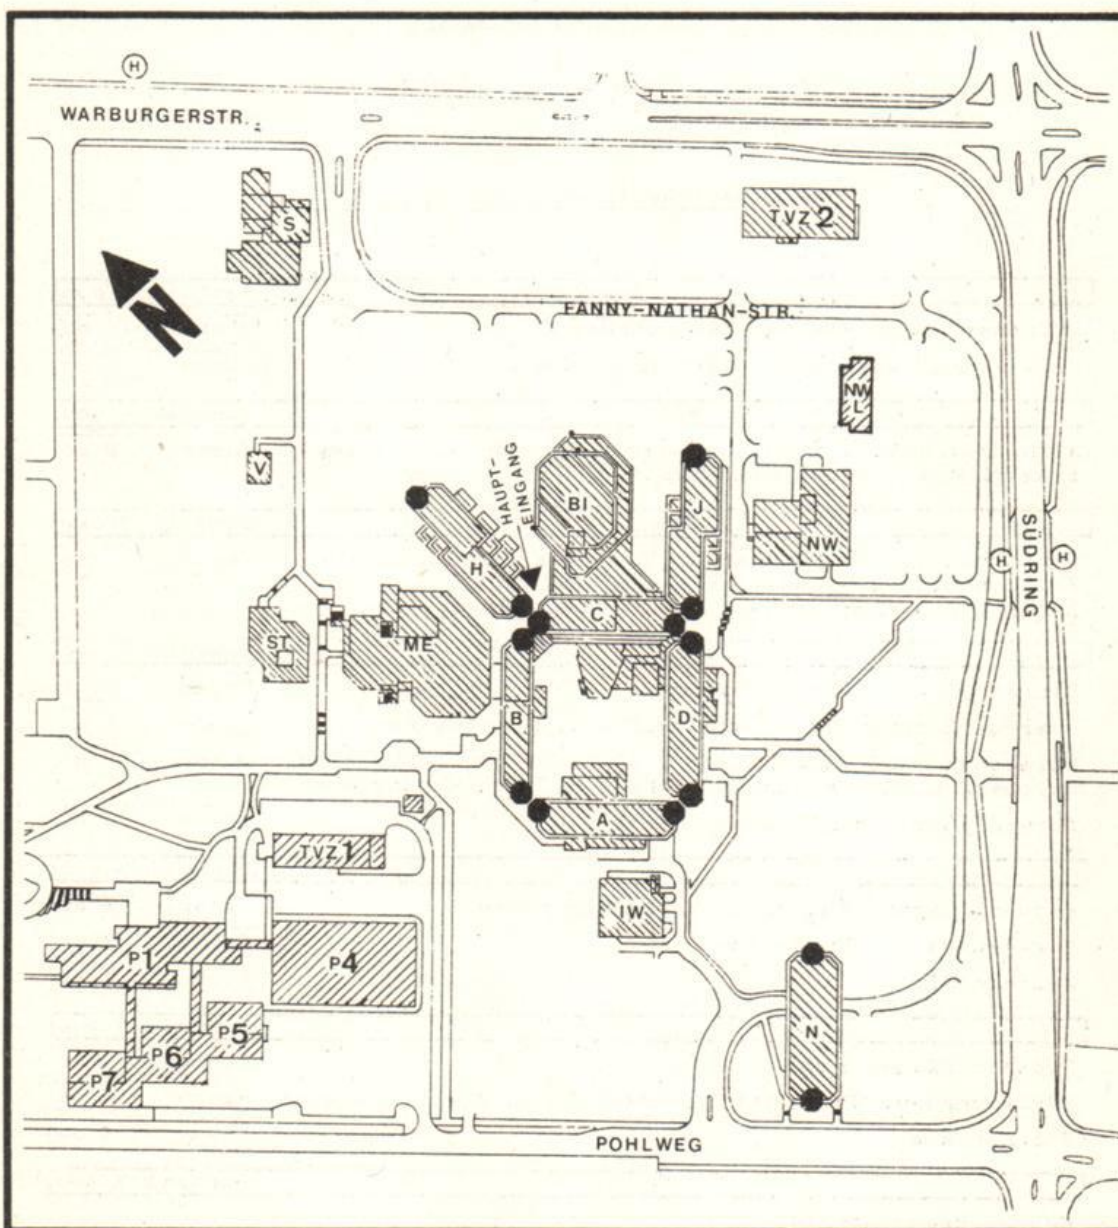 H
WARBURGERSTR.
S
TVZ 2
N
FANNY-NATHAN-STR.
NW
L
V
HAUPT-
EINGANG
BI
J
NW
H
SÜDRING
H
H
C
ST
ME
B
D
A
TVZ 1
IW
P1
P4
P5
P6
P7
N
POHLWEG